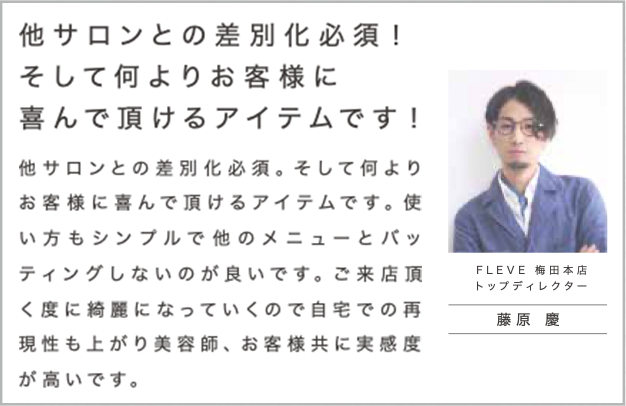 他サロンとの差別化必須！
そして何よりお客様に
喜んで頂けるアイテムです！
他サロンとの差別化必須。そして何より
お客様に喜んで頂けるアイテムです。使
い方もシンプルで他のメニューとバッ
ティングしないのが良いです。ご来店頂
く度に綺麗になっていくので自宅での再
現性も上がり美容師、お客様共に実感度
が高いです。
FLEVE 梅田本店
トップディレクター
藤原 慶